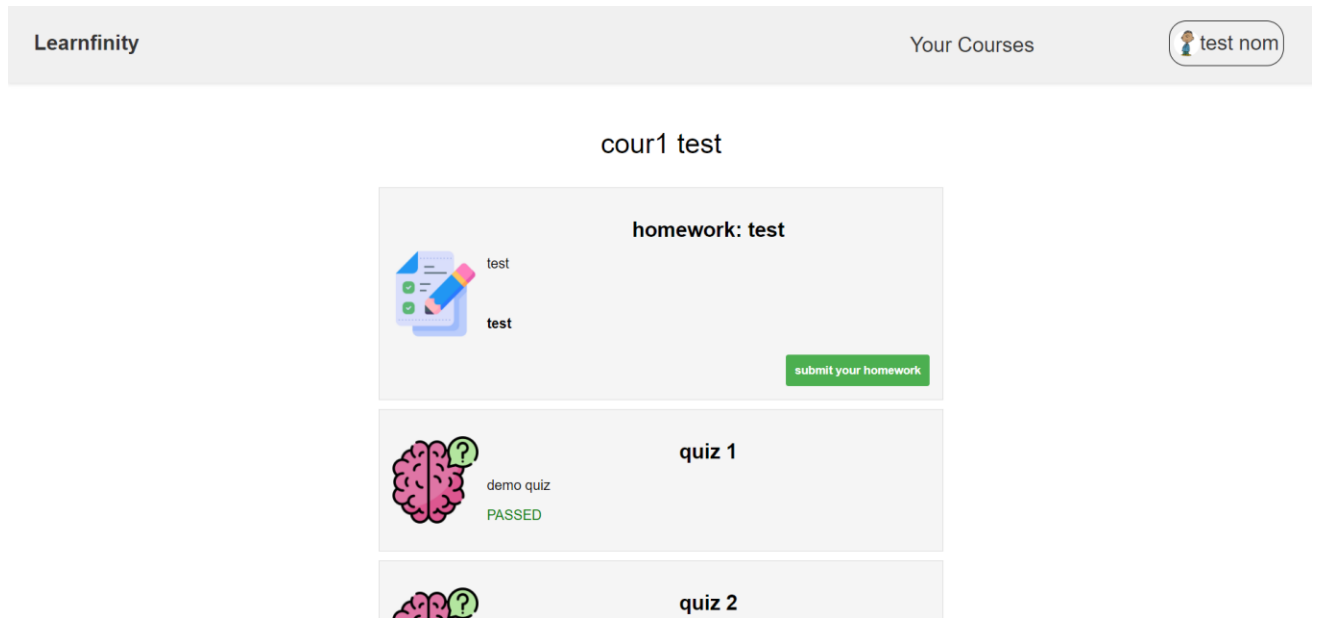 Learnfinity
Your Courses
test nom
cour1 test
homework: test
test
test
submit your homework
?
quiz 1
demo quiz
PASSED
?
quiz 2